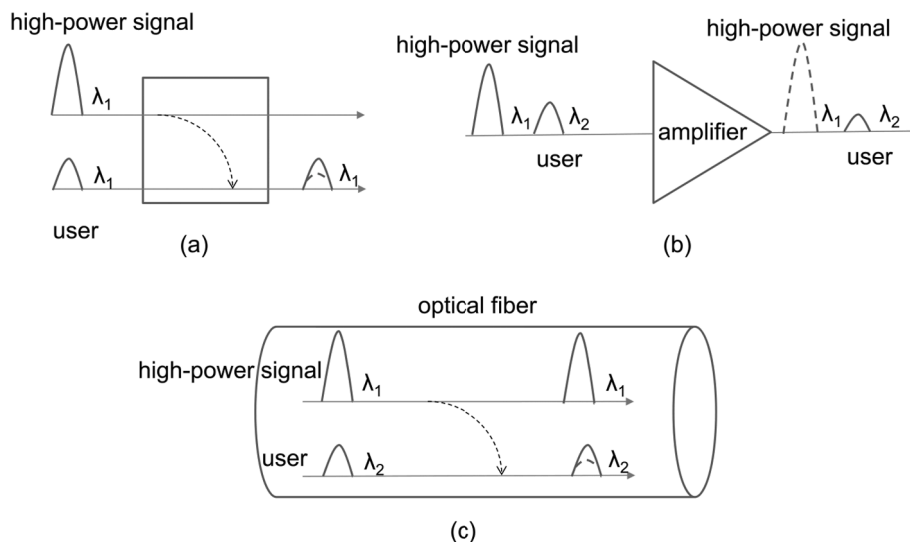 high-power signal
λ₁
λ₁
λ₁
user
(a)
high-power signal
high-power signal
λ₁
λ₂
amplifier
λ₁
λ₂
user
user
(b)
optical fiber
high-power signal
λ₁
λ₁
user
λ₂
λ₂
(c)